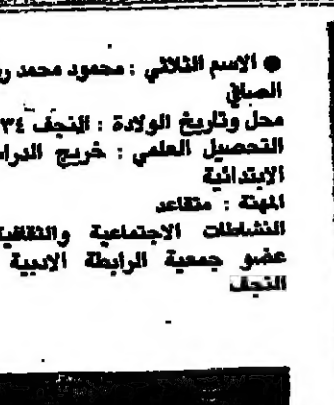 ● الاسم الثلاثي : محمود محمد
الصافي
محل وتاريخ الولادة : النجف ٣٤
التحصيل العلمي : خريج
الابتدائية
المهنة : متقاعد
النشاطات الاجتماعية والثقافية
عضو جمعية الرابطة الادبية
النجف